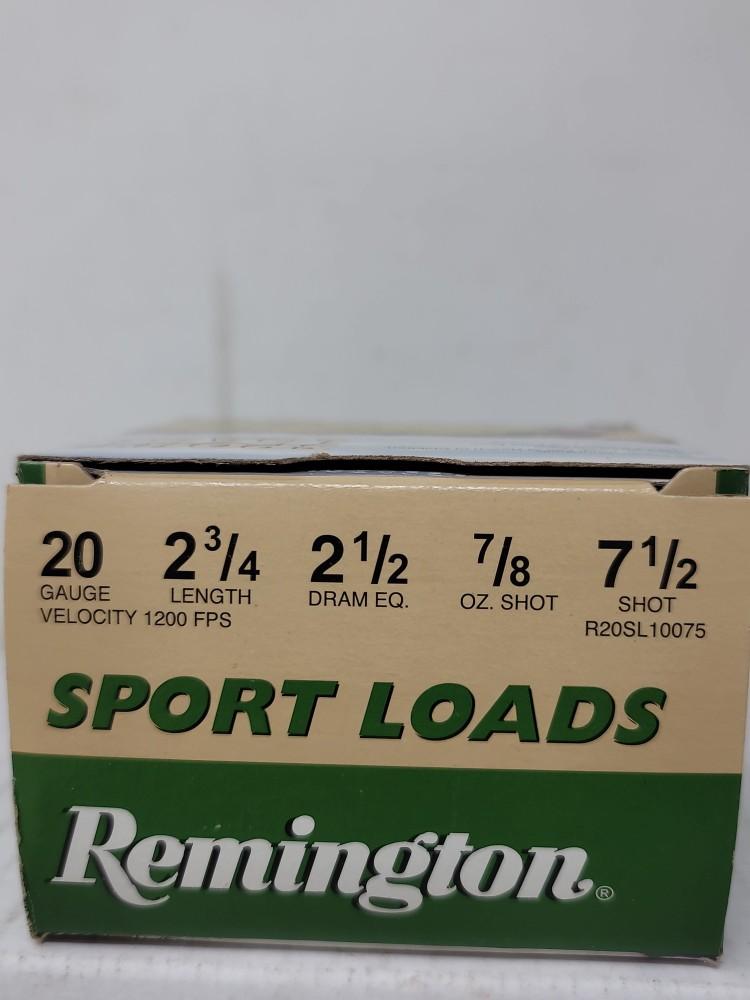 20 2 3/4 2 1/2 7/8 7 1/2
GAUGE LENGTH DRAM EQ. OZ. SHOT SHOT
VELOCITY 1200 FPS R20SL10075
SPORT LOADS
Remington®